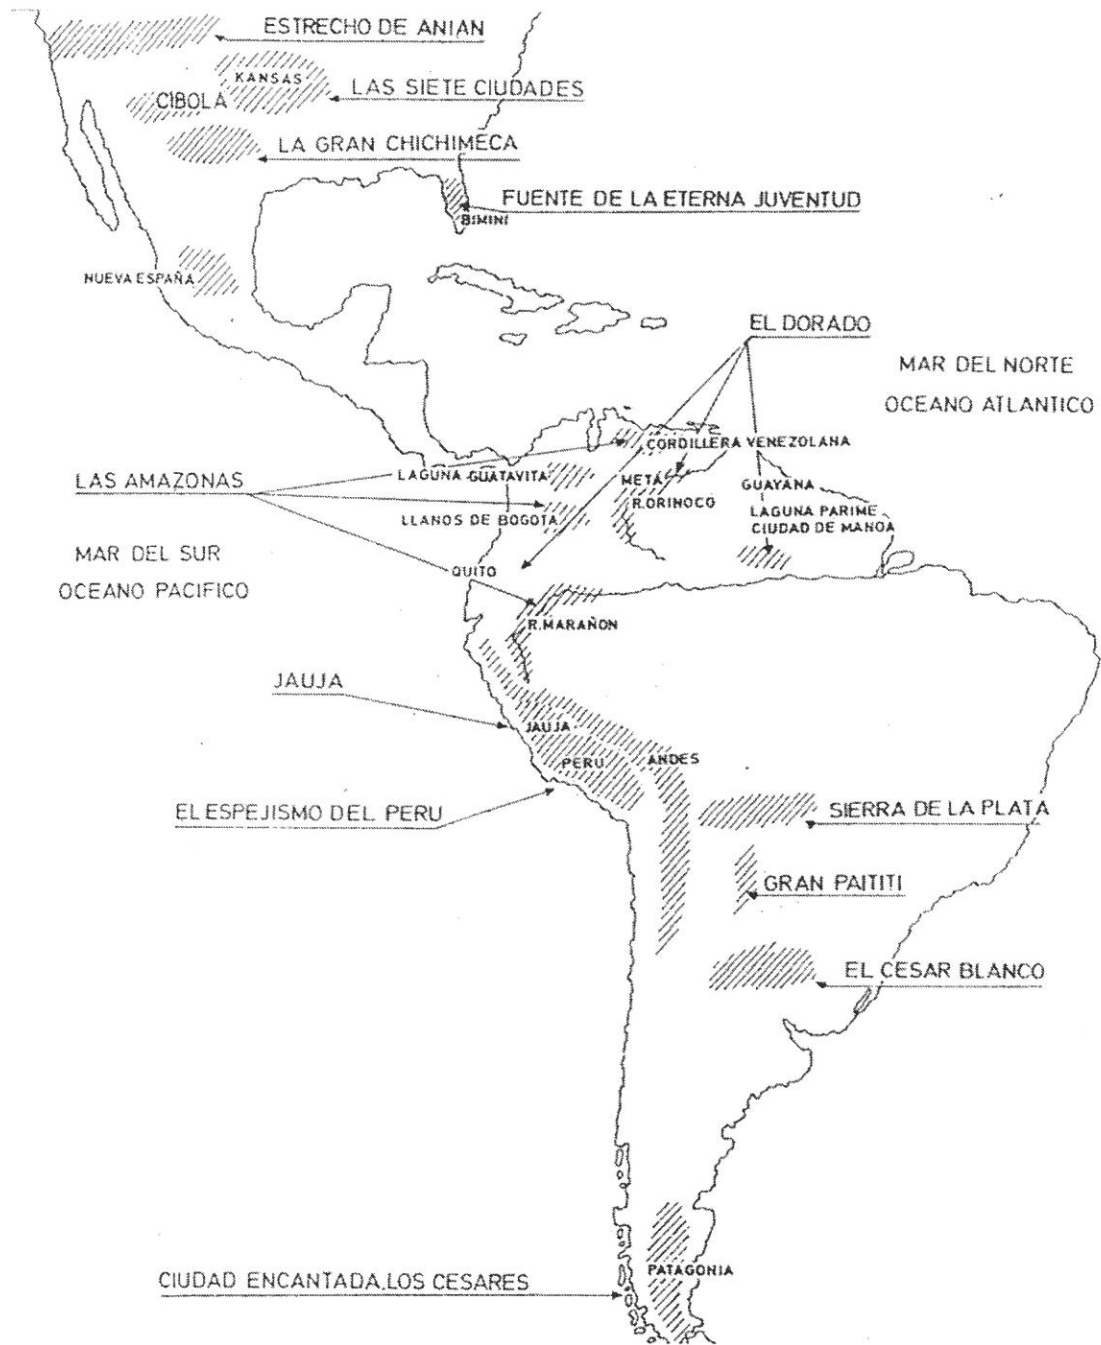 ESTRECHO DE ANIAN
KANSAS
LAS SIETE CIUDADES
CIBOLA
LA GRAN CHICHIMECA
FUENTE DE LA ETERNA JUVENTUD
BIMINI
NUEVA ESPAÑA
EL DORADO
MAR DEL NORTE
OCEANO ATLANTICO
CORDILLERA VENEZOLANA
LAS AMAZONAS
LAGUNA GUATAVITA
META
GUAYANA
R.ORINOCO
LLANOS DE BOGOTA
LAGUNA PARIME
CIUDAD DE MANOA
MAR DEL SUR
OCEANO PACIFICO
QUITO
R.MARAÑON
JAUJA
JAUJA
PERU
ANDES
EL ESPEJISMO DEL PERU
SIERRA DE LA PLATA
GRAN PAITITI
EL CESAR BLANCO
PATAGONIA
CIUDAD ENCANTADA,LOS CESARES